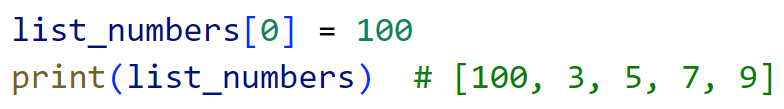 list_numbers[0] = 100
print(list_numbers)  # [100, 3, 5, 7, 9]